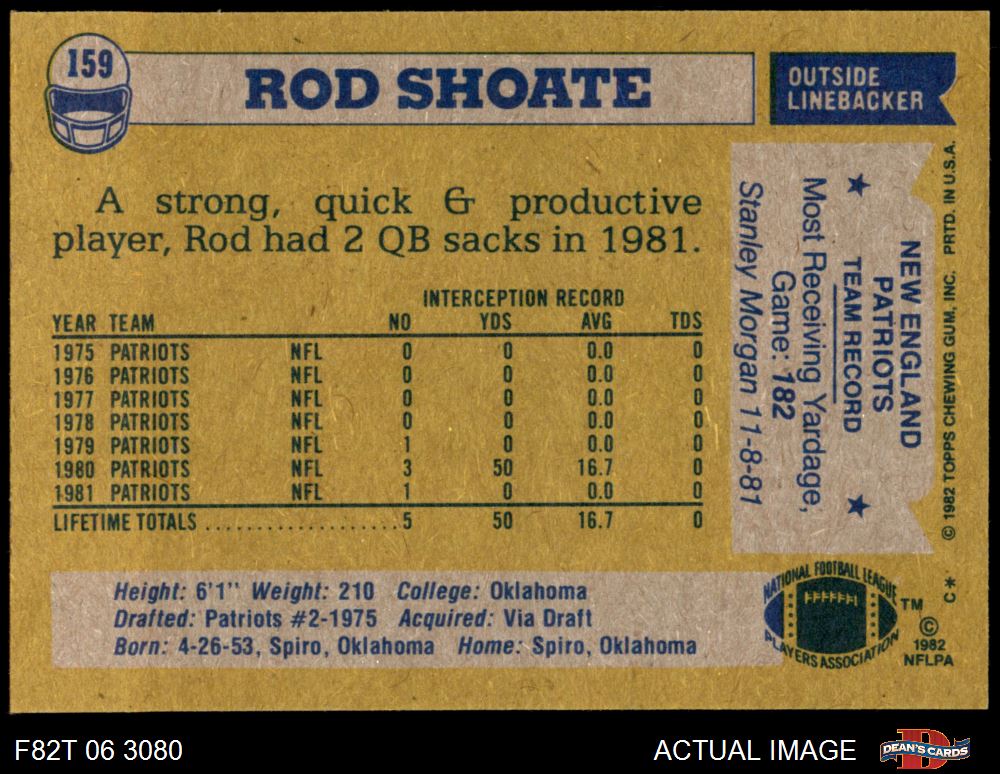 159
ROD SHOATE
OUTSIDE
LINEBACKER
A strong, quick & productive
player, Rod had 2 QB sacks in 1981.
INTERCEPTION RECORD
YEAR TEAM NO YDS AVG TDS
1975 PATRIOTS NFL 0 0 0.0 0
1976 PATRIOTS NFL 0 0 0.0 0
1977 PATRIOTS NFL 0 0 0.0 0
1978 PATRIOTS NFL 0 0 0.0 0
1979 PATRIOTS NFL 1 0 0.0 0
1980 PATRIOTS NFL 3 50 16.7 0
1981 PATRIOTS NFL 1 0 0.0 0
LIFETIME TOTALS ..................5 50 16.7 0
NEW ENGLAND
PATRIOTS
TEAM RECORD
Most Receiving Yardage,
Game: 182
Stanley Morgan 11-8-81
© 1982 TOPPS CHEWING GUM, INC. PRTD. IN U.S.A.
Height: 6'1" Weight: 210 College: Oklahoma
Drafted: Patriots #2-1975 Acquired: Via Draft
Born: 4-26-53, Spiro, Oklahoma Home: Spiro, Oklahoma
NATIONAL FOOTBALL LEAGUE
PLAYERS ASSOCIATION
TM
C*
©
1982
NFLPA
F82T 06 3080
ACTUAL IMAGE
DEAN'S CARDS